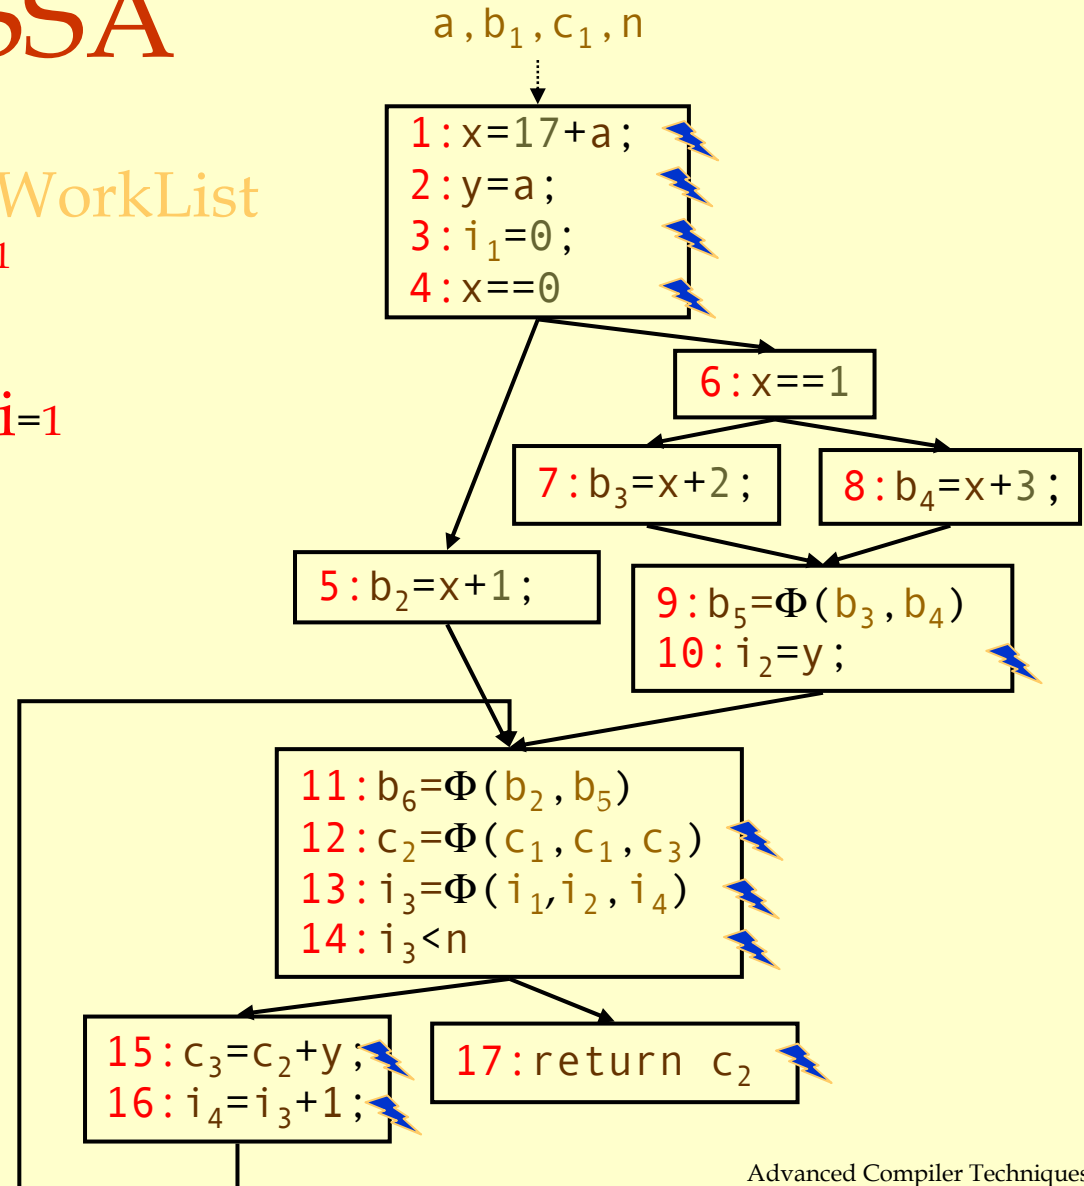 SSA
WorkList
1
i=1
a,b₁,c₁,n
1:x=17+a;
2:y=a;
3:i₁=0;
4:x==0
6:x==1
7:b₃=x+2;
8:b₄=x+3;
5:b₂=x+1;
9:b₅=Φ(b₃,b₄)
10:i₂=y;
11:b₆=Φ(b₂,b₅)
12:c₂=Φ(c₁,c₁,c₃)
13:i₃=Φ(i₁,i₂,i₄)
14:i₃<n
15:c₃=c₂+y;
16:i₄=i₃+1;
17:return c₂
Advanced Compiler Techniques